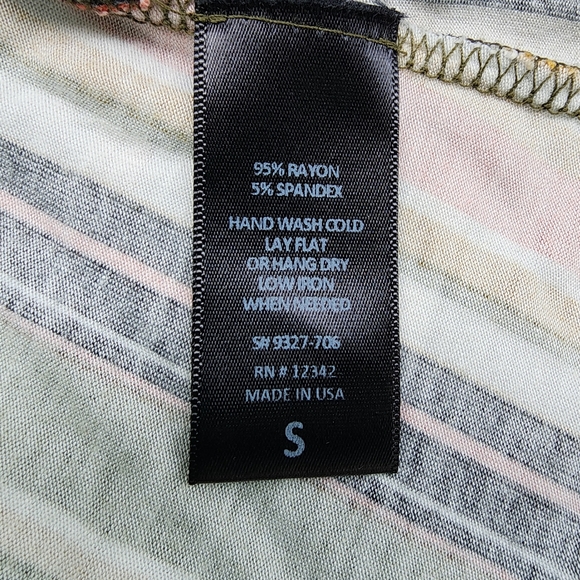 95% RAYON
5% SPANDEX
HAND WASH COLD
LAY FLAT
OR HANG DRY
LOW IRON
WHEN NEEDED
S# 9327-706
RN # 12342
MADE IN USA
S